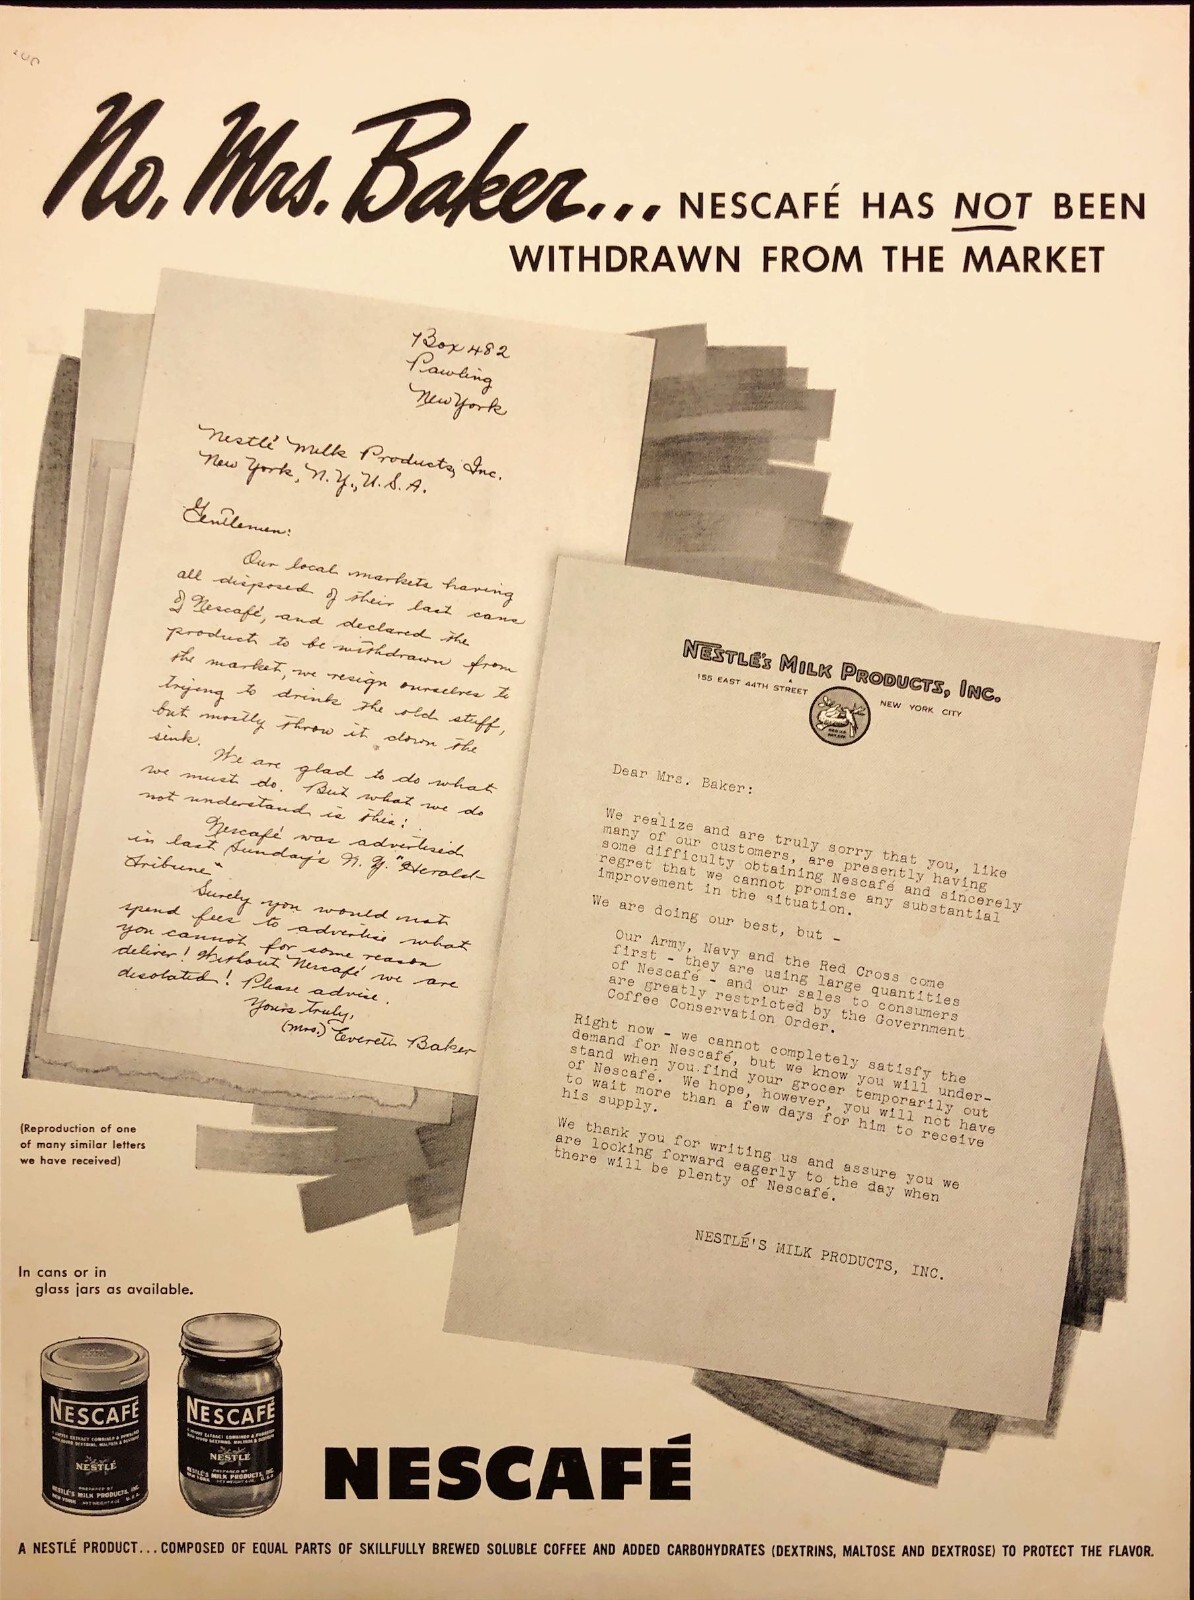 No, Mrs. Baker... NESCAFÉ HAS NOT BEEN
WITHDRAWN FROM THE MARKET
Box 482
Pawling
New York
Nestlé Milk Products, Inc.
New York, N.Y., U.S.A.
Gentlemen:
Our local markets having
all disposed of their last cans
of Nescafé, and declared the
product to be withdrawn from
the market, we resign ourselves to
trying to drink the old stuff,
but mostly throw it down the
sink.
We are glad to do what
we must do. But what we do
not understand is this:
Nescafé was advertised
in last Sunday's N.Y. "Herald-
Tribune"
Surely you would not
spend fees to advertise what
you cannot for some reason
deliver! Without Nescafé we are
desolated! Please advise.
Yours truly,
(Mrs.) Everett Baker
(Reproduction of one
of many similar letters
we have received)
NESTLÉ'S MILK PRODUCTS, INC.
155 EAST 44TH STREET
NEW YORK CITY
Dear Mrs. Baker:
We realize and are truly sorry that you, like
many of our customers, are presently having
some difficulty obtaining Nescafé and sincerely
regret that we cannot promise any substantial
improvement in the situation.
We are doing our best, but -
Our Army, Navy and the Red Cross come
first - they are using large quantities
of Nescafé - and our sales to consumers
are greatly restricted by the Government
Coffee Conservation Order.
Right now - we cannot completely satisfy the
demand for Nescafé, but we know you will under-
stand when you find your grocer temporarily out
of Nescafé. We hope, however, you will not have
to wait more than a few days for him to receive
his supply.
We thank you for writing us and assure you we
are looking forward eagerly to the day when
there will be plenty of Nescafé.
NESTLÉ'S MILK PRODUCTS, INC.
In cans or in
glass jars as available.
NESCAFÉ
NESTLÉ
PREPARED BY
NESTLÉ'S MILK PRODUCTS, INC.
NEW YORK U.S.A.
NESCAFÉ
NESTLÉ
PREPARED BY
NESTLÉ'S MILK PRODUCTS, INC.
NEW YORK U.S.A.
NESCAFÉ
A NESTLÉ PRODUCT... COMPOSED OF EQUAL PARTS OF SKILLFULLY BREWED SOLUBLE COFFEE AND ADDED CARBOHYDRATES (DEXTRINS, MALTOSE AND DEXTROSE) TO PROTECT THE FLAVOR.